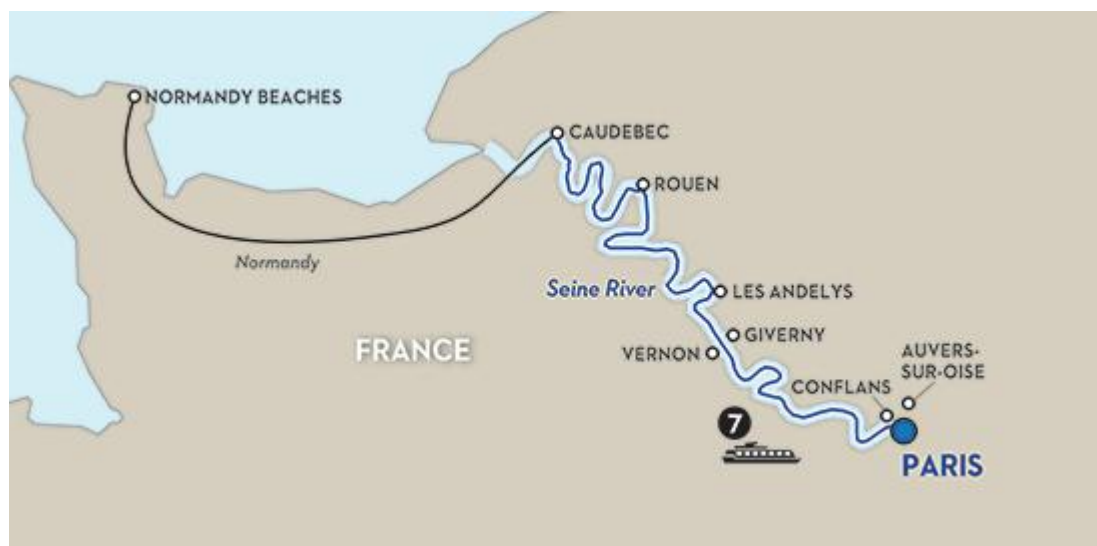 NORMANDY BEACHES
CAUDEBEC
ROUEN
Normandy
Seine River
LES ANDELYS
GIVERNY
FRANCE
VERNON
AUVERS-
SUR-OISE
CONFLANS
7
PARIS